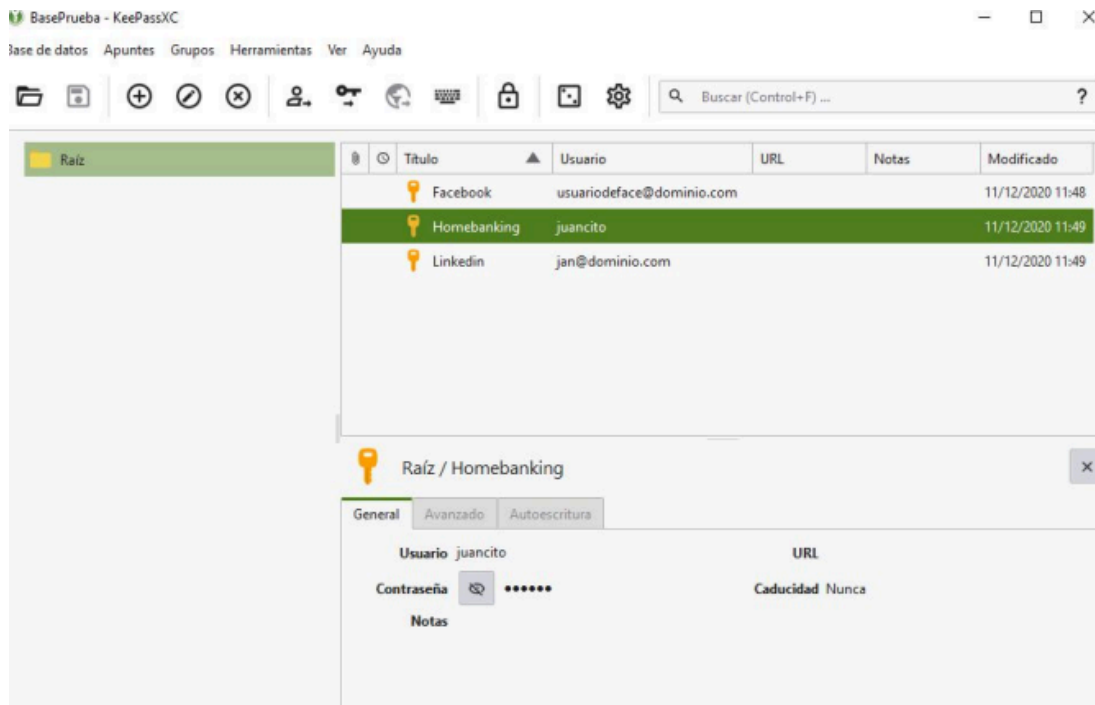 BasePrueba - KeePassXC
Base de datos Apuntes Grupos Herramientas Ver Ayuda
Buscar (Control+F) ... ?
Raíz
Título Usuario URL Notas Modificado
Facebook usuariodeface@dominio.com 11/12/2020 11:48
Homebanking juancito 11/12/2020 11:49
Linkedin jan@dominio.com 11/12/2020 11:49
Raíz / Homebanking
General Avanzado Autoescritura
Usuario juancito URL
Contraseña •••••• Caducidad Nunca
Notas